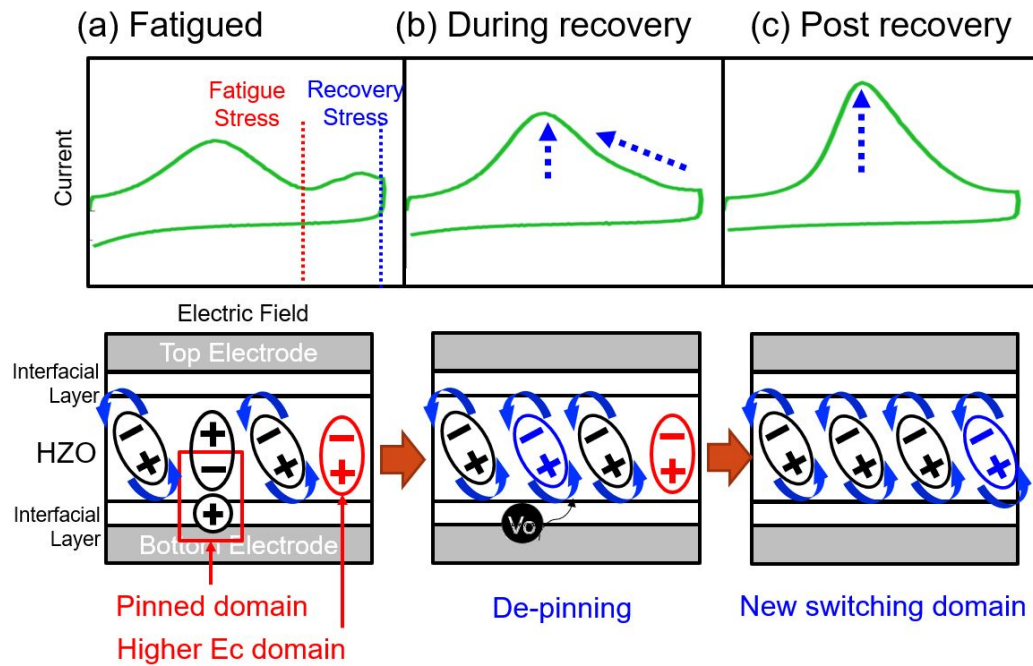 (a) Fatigued
(b) During recovery
(c) Post recovery
Current
Fatigue
Stress
Recovery
Stress
Electric Field
Top Electrode
Interfacial
Layer
HZO
Interfacial
Layer
Bottom Electrode
− + + − + − + − +
− + − + − + − +
Vo
− + − + − + − +
Pinned domain
Higher Ec domain
De-pinning
New switching domain